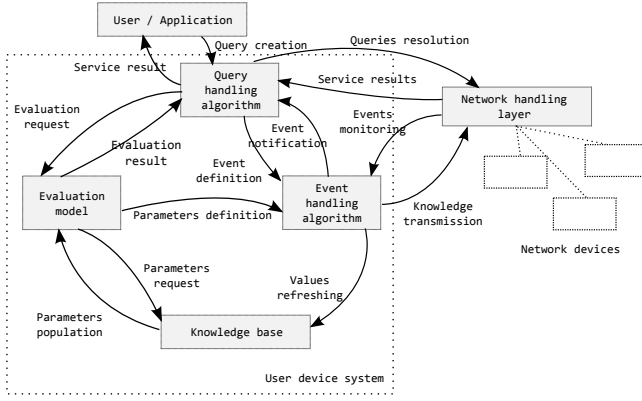 User / Application
Query creation
Queries resolution
Service result
Query
handling
algorithm
Service results
Network handling
layer
Evaluation
request
Evaluation
result
Event
notification
Events
monitoring
Event
definition
Evaluation
model
Parameters definition
Event
handling
algorithm
Knowledge
transmission
Network devices
Parameters
request
Values
refreshing
Parameters
population
Knowledge base
User device system